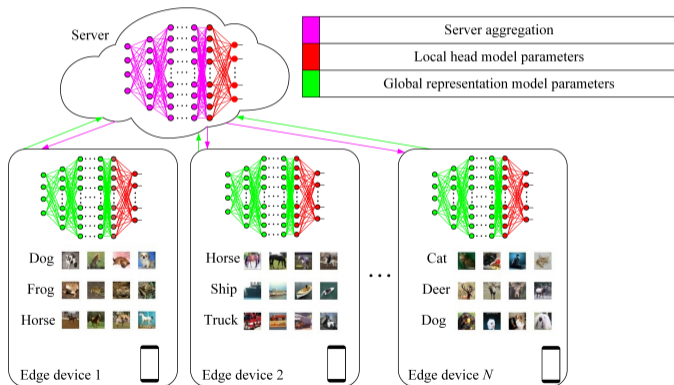 Server
Server aggregation
Local head model parameters
Global representation model parameters
Dog
Frog
Horse
Edge device 1
Horse
Ship
Truck
Edge device 2
...
Cat
Deer
Dog
Edge device N